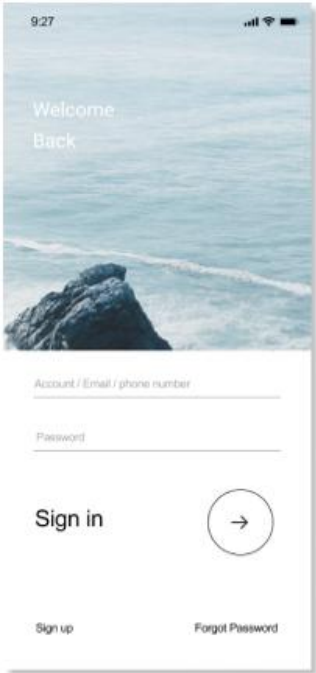 9:27
Welcome
Back
Account / Email / phone number
Password
Sign in
Sign up
Forgot Password